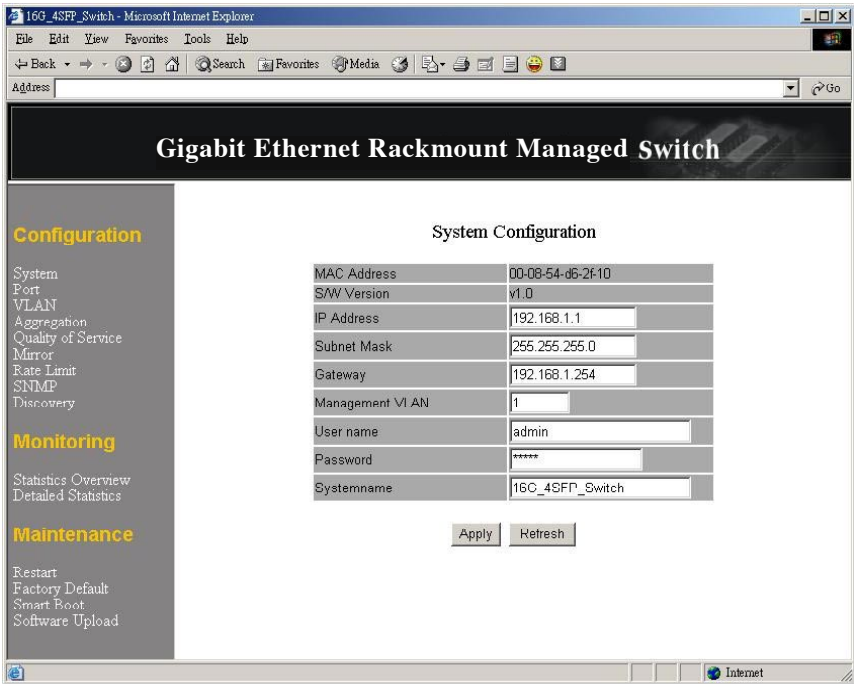 16G_4SFP_Switch - Microsoft Internet Explorer
File Edit View Favorites Tools Help
Back Search Favorites Media
Address Go
Gigabit Ethernet Rackmount Managed Switch
Configuration
System
Port
VLAN
Aggregation
Quality of Service
Mirror
Rate Limit
SNMP
Discovery
Monitoring
Statistics Overview
Detailed Statistics
Maintenance
Restart
Factory Default
Smart Boot
Software Upload
System Configuration
MAC Address 00-08-54-d6-2f-10
S/W Version v1.0
IP Address 192.168.1.1
Subnet Mask 255.255.255.0
Gateway 192.168.1.254
Management VLAN 1
User name admin
Password *****
Systemname 16G_4SFP_Switch
Apply Refresh
Internet